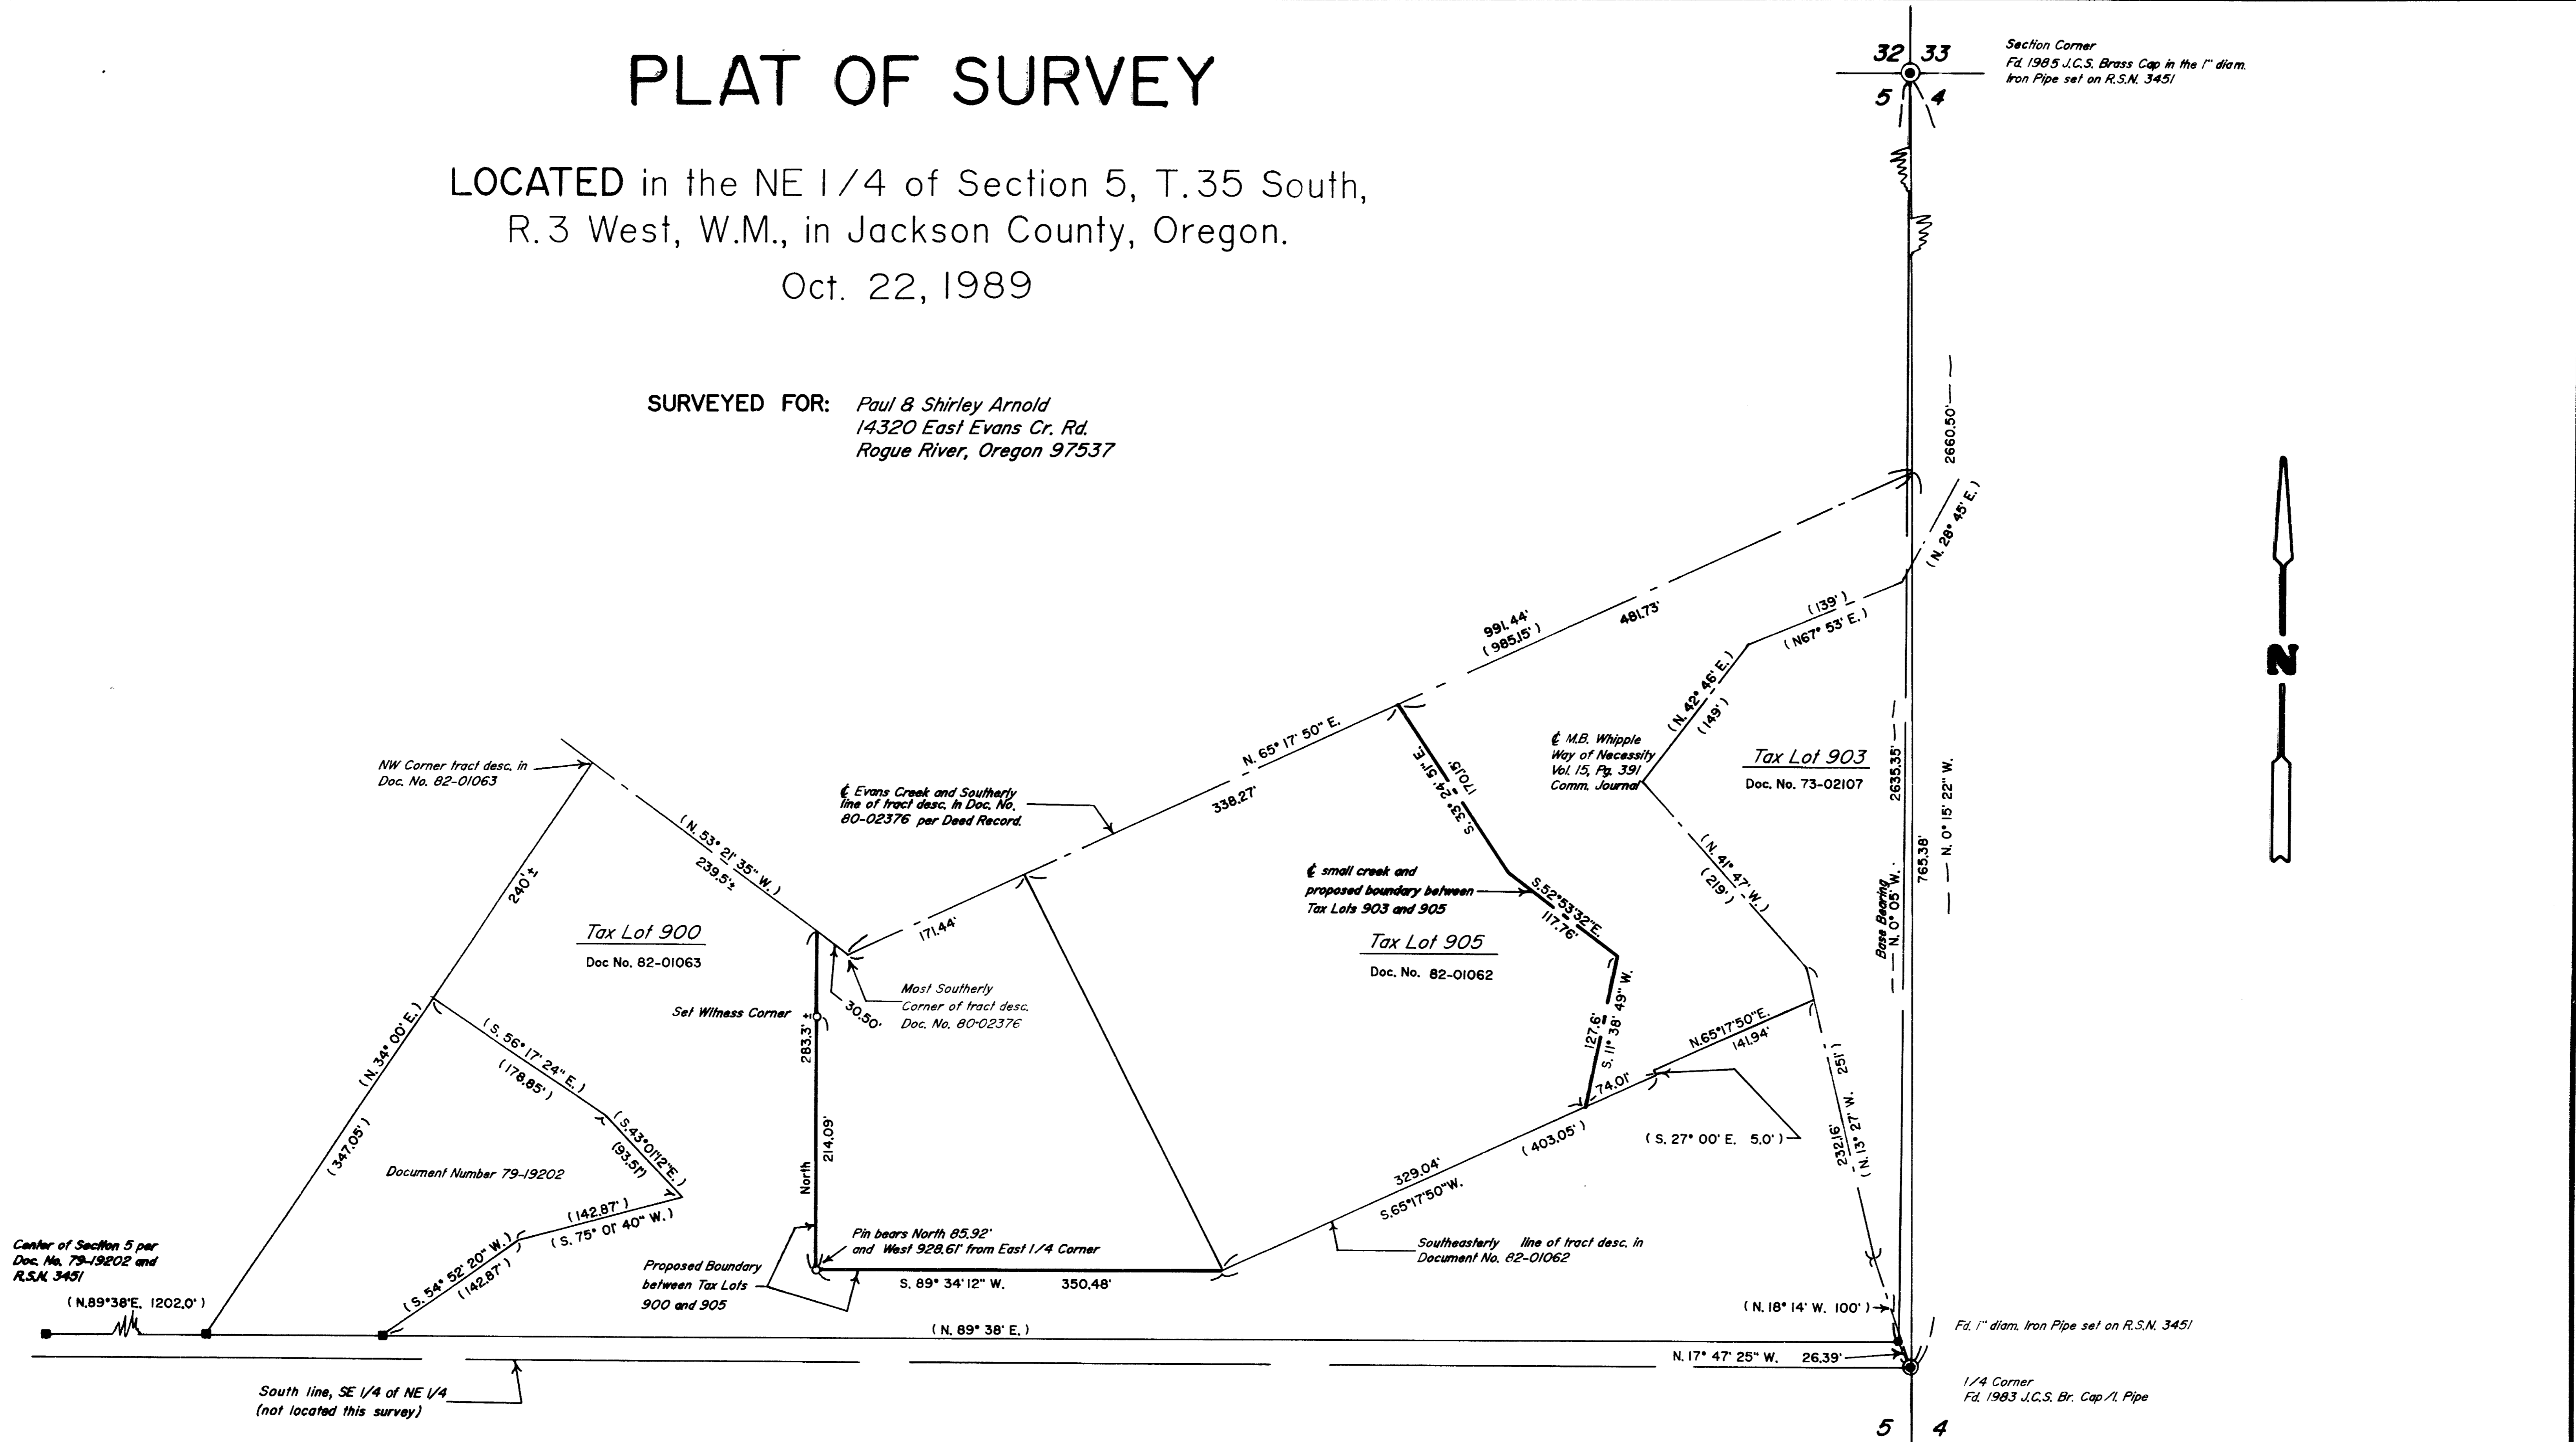 PLAT OF SURVEY
LOCATED in the NE 1/4 of Section 5, T.35 South,
R.3 West, W.M., in Jackson County, Oregon.
Oct. 22, 1989
SURVEYED FOR:
Paul & Shirley Arnold
14320 East Evans Cr. Rd.
Rogue River, Oregon 97537
32 33
5 4
Section Corner
Fd. 1985 J.C.S. Brass Cap in the 1" diam.
Iron Pipe set on R.S.N. 3451
2660.50'
(N. 28° 45' E.)
991.44'
(985.15')
481.73'
(139')
(N67° 53' E.)
(N. 42° 46' E.)
(149')
N
N. 65° 17' 50" E.
338.27'
S. 33° 24' 51" E.
170.15'
℄ M.B. Whipple
Way of Necessity
Vol. 15, Pg. 391
Comm. Journal
Tax Lot 903
Doc. No. 73-02107
2635.35'
N. 0° 15' 22" W.
765.38'
Base Bearing
N. 0° 05' W.
NW Corner tract desc. in
Doc. No. 82-01063
℄ Evans Creek and Southerly
line of tract desc. in Doc. No.
80-02376 per Deed Record.
(N. 53° 21' 35" W.)
239.5'±
240'±
℄ small creek and
proposed boundary between
Tax Lots 903 and 905
S.52°53'32"E.
117.76'
(N. 41° 47' W.)
(219')
Tax Lot 900
Doc No. 82-01063
171.44'
Tax Lot 905
Doc. No. 82-01062
Most Southerly
Corner of tract desc.
Doc. No. 80-02376
30.50'
Set Witness Corner
283.3'±
127.6'
S. 11° 38' 49" W.
N.65°17'50"E.
141.94'
74.01'
(N. 34° 00' E.)
(347.05')
(S. 56° 17' 24" E.)
(178.85')
(S.43°01'12"E.)
(93.51')
Document Number 79-19202
(142.87')
(S. 75° 01' 40" W.)
North
214.09'
(S. 27° 00' E. 5.0')
(403.05')
329.04'
S.65°17'50"W.
232.16'
(N. 13° 27' W. 251')
Center of Section 5 per
Doc. No. 79-19202 and
R.S.N. 3451
(N.89°38'E. 1202.0')
(S. 54° 52' 20" W.)
(142.87')
Proposed Boundary
between Tax Lots
900 and 905
Pin bears North 85.92'
and West 928.61' from East 1/4 Corner
S. 89° 34' 12" W. 350.48'
Southeasterly line of tract desc. in
Document No. 82-01062
(N. 18° 14' W. 100')
(N. 89° 38' E.)
Fd. 1" diam. Iron Pipe set on R.S.N. 3451
N. 17° 47' 25" W. 26.39'
South line, SE 1/4 of NE 1/4
(not located this survey)
1/4 Corner
Fd. 1983 J.C.S. Br. Cap/I. Pipe
5 4